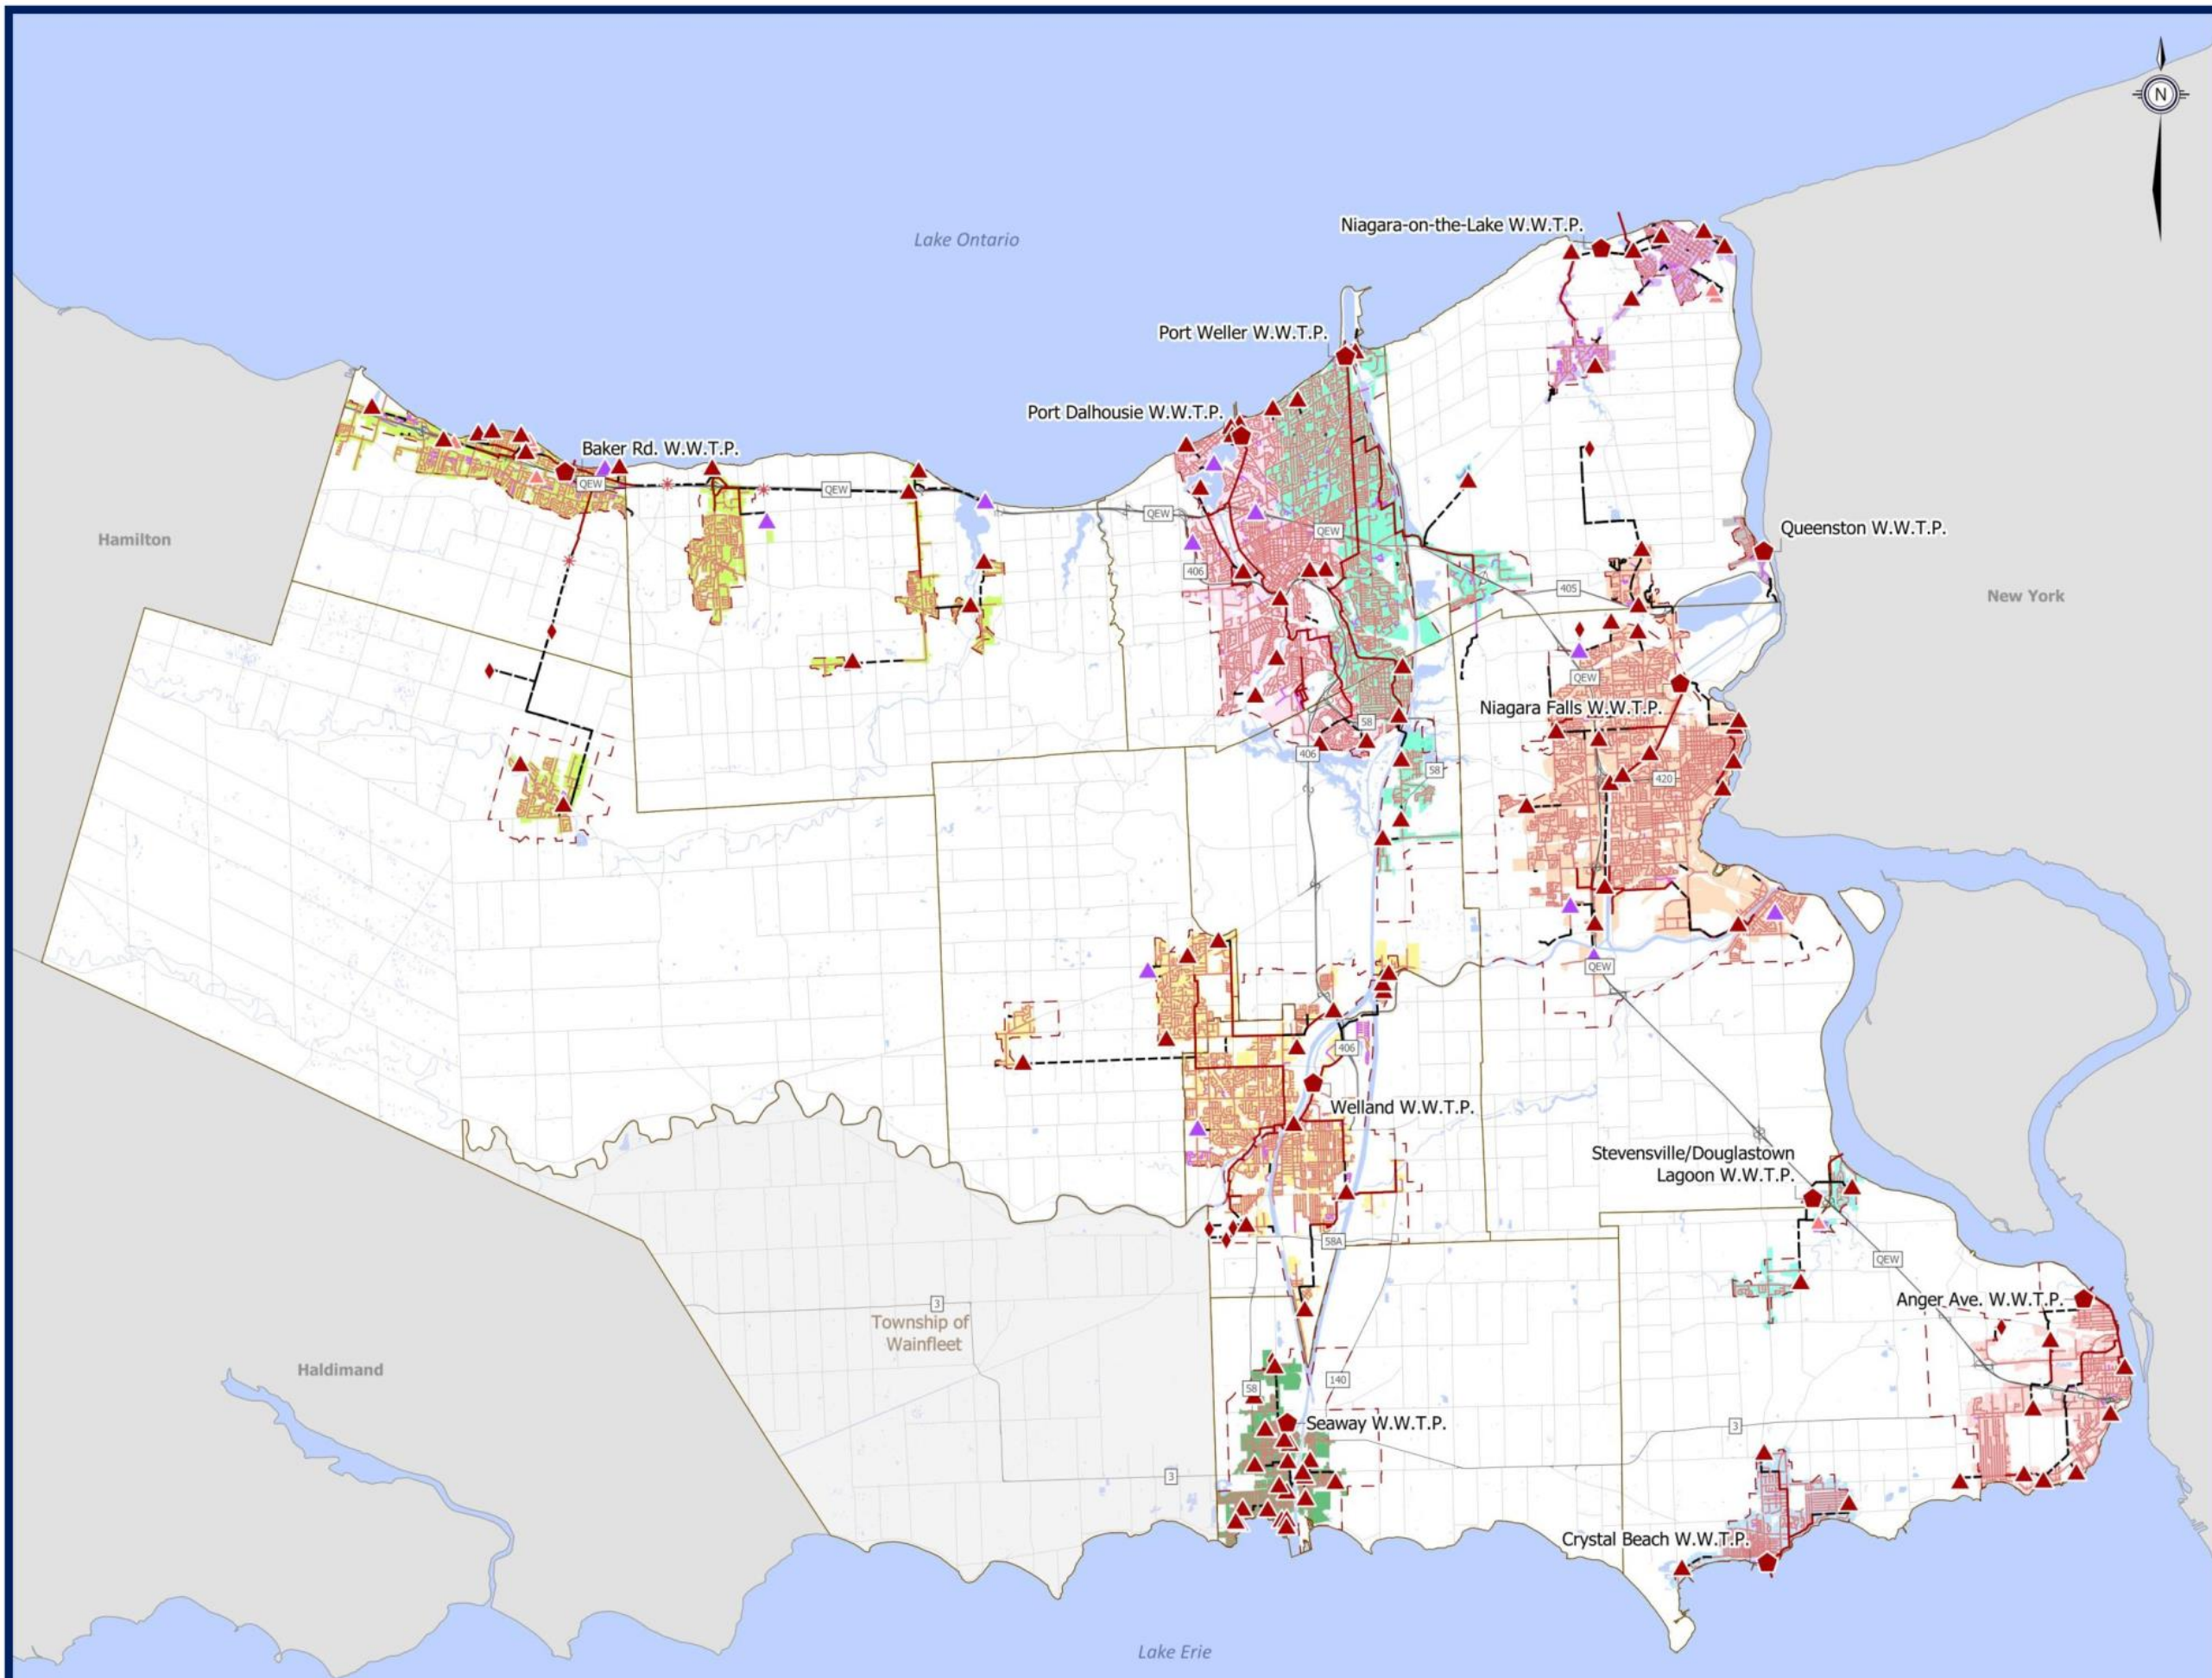 N
Niagara-on-the-Lake W.W.T.P.
Lake Ontario
Port Weller W.W.T.P.
Port Dalhousie W.W.T.P.
Baker Rd. W.W.T.P.
QEW
QEW
QEW
QEW
Queenston W.W.T.P.
Hamilton
406
405
New York
QEW
Niagara Falls W.W.T.P.
58
406
58
420
QEW
406
Welland W.W.T.P.
Stevensville/Douglastown
Lagoon W.W.T.P.
58A
QEW
Anger Ave. W.W.T.P.
3
Township of
Wainfleet
Haldimand
58
140
Seaway W.W.T.P.
3
3
Crystal Beach W.W.T.P.
Lake Erie